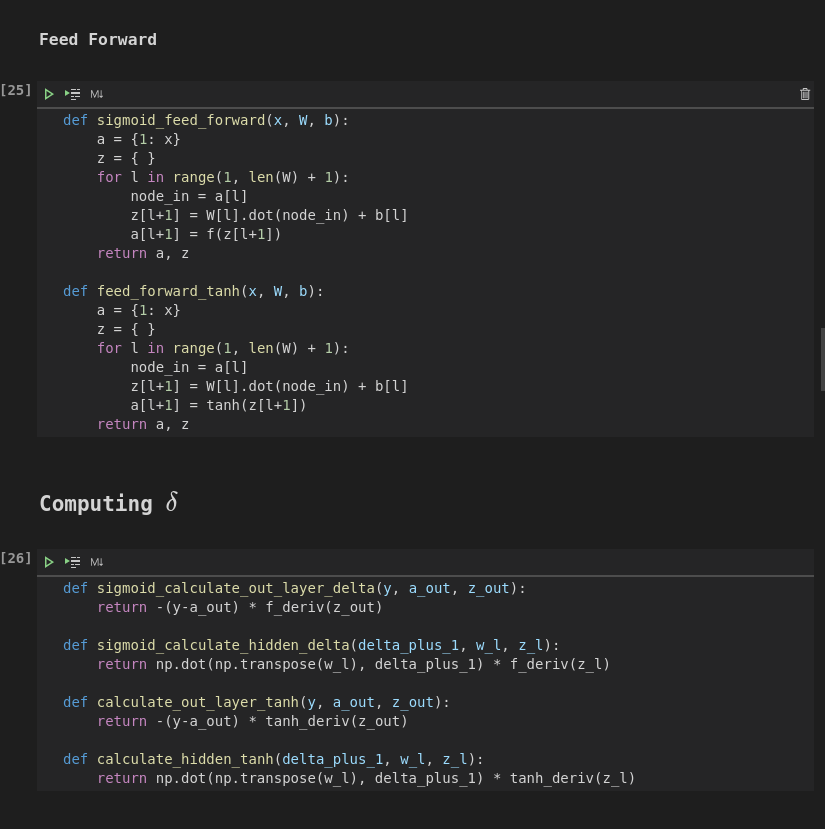 Feed Forward
[25]
M↓
def sigmoid_feed_forward(x, W, b):
    a = {1: x}
    z = { }
    for l in range(1, len(W) + 1):
        node_in = a[l]
        z[l+1] = W[l].dot(node_in) + b[l]
        a[l+1] = f(z[l+1])
    return a, z
def feed_forward_tanh(x, W, b):
    a = {1: x}
    z = { }
    for l in range(1, len(W) + 1):
        node_in = a[l]
        z[l+1] = W[l].dot(node_in) + b[l]
        a[l+1] = tanh(z[l+1])
    return a, z
Computing δ
[26]
M↓
def sigmoid_calculate_out_layer_delta(y, a_out, z_out):
    return -(y-a_out) * f_deriv(z_out)
def sigmoid_calculate_hidden_delta(delta_plus_1, w_l, z_l):
    return np.dot(np.transpose(w_l), delta_plus_1) * f_deriv(z_l)
def calculate_out_layer_tanh(y, a_out, z_out):
    return -(y-a_out) * tanh_deriv(z_out)
def calculate_hidden_tanh(delta_plus_1, w_l, z_l):
    return np.dot(np.transpose(w_l), delta_plus_1) * tanh_deriv(z_l)